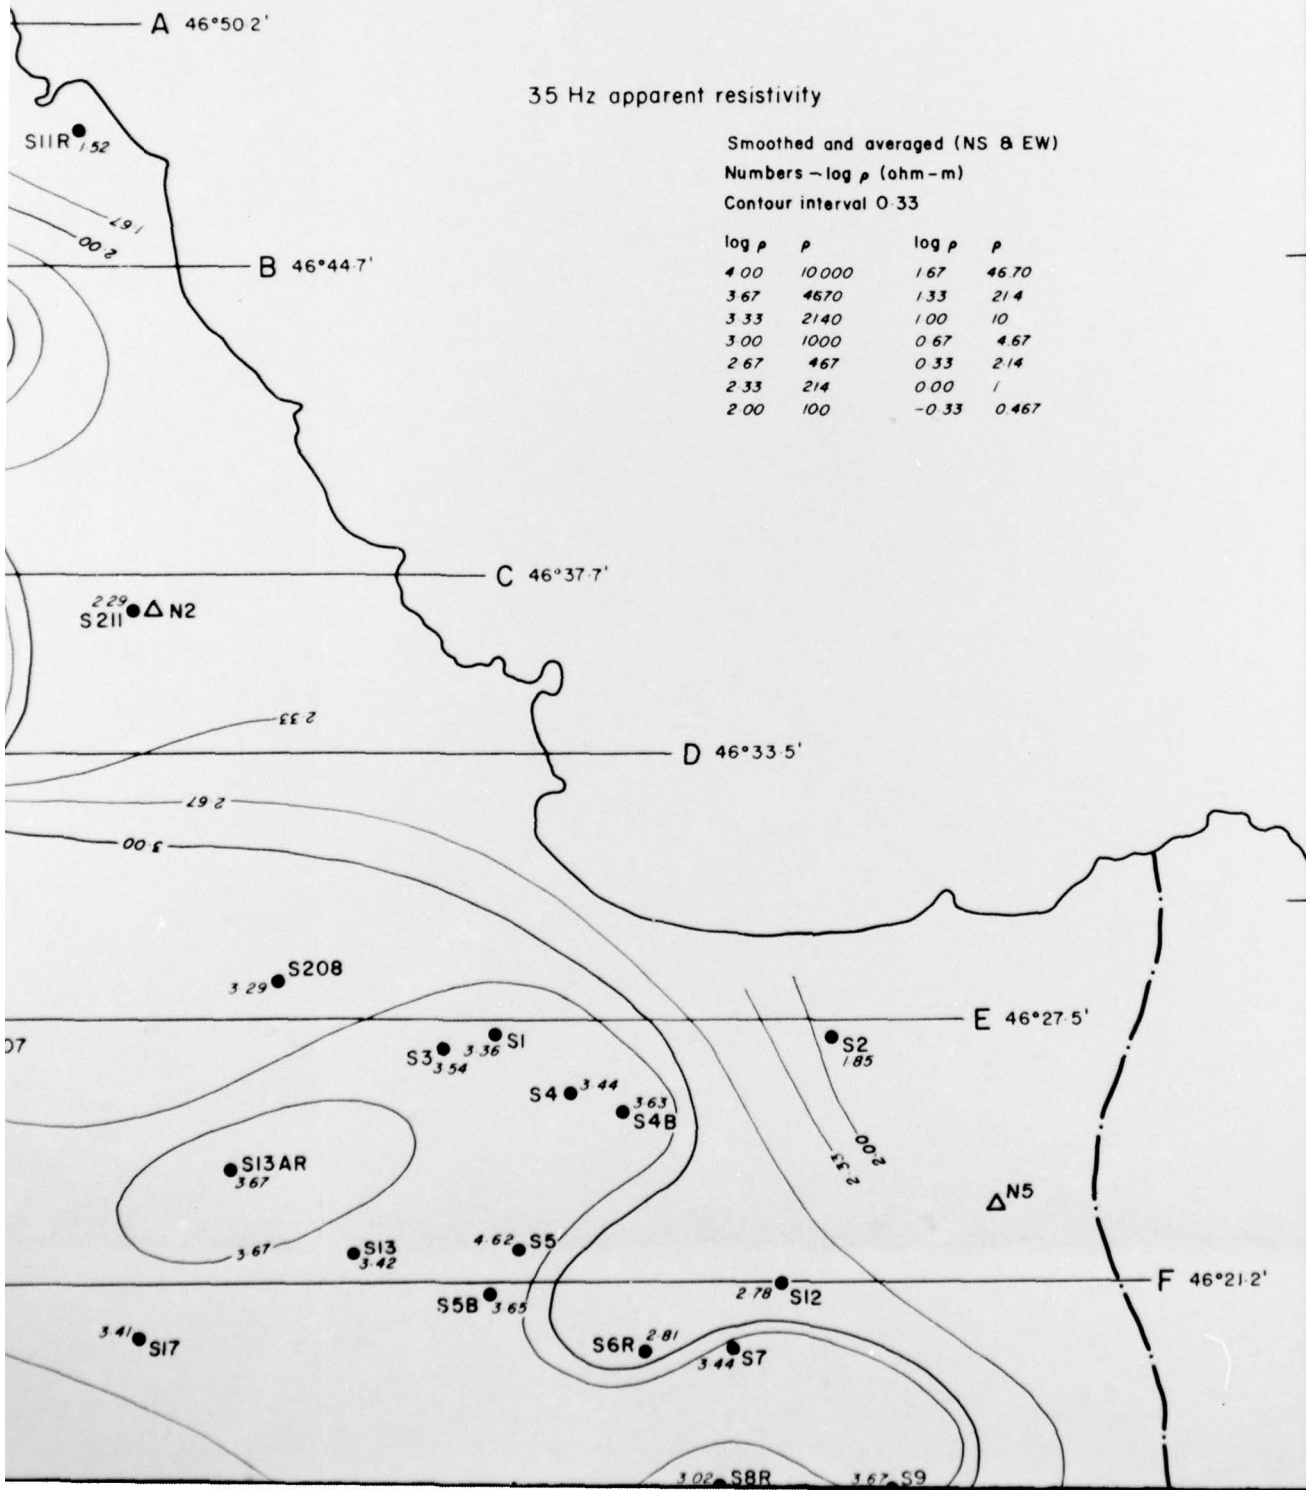 A 46°50.2'
35 Hz apparent resistivity
S11R 1.52
Smoothed and averaged (NS & EW)
Numbers – log ρ (ohm-m)
Contour interval 0.33
1.67
2.00
B 46°44.7'
log ρ ρ log ρ ρ
4.00 10000 1.67 46.70
3.67 4670 1.33 21.4
3.33 2140 1.00 10
3.00 1000 0.67 4.67
2.67 467 0.33 2.14
2.33 214 0.00 1
2.00 100 -0.33 0.467
C 46°37.7'
2.29
S211 N2
2.33
D 46°33.5'
2.67
3.00
S208
3.29
E 46°27.5'
07
S3 3.54
3.36 S1
S2
1.85
S4 3.44
3.63
S4B
2.33
2.00
S13AR
3.67
N5
3.67
S13
3.42
4.62 S5
F 46°21.2'
S5B 3.65
2.78 S12
3.41 S17
S6R 2.81
3.44 S7
3.02 S8R
3.67 S9